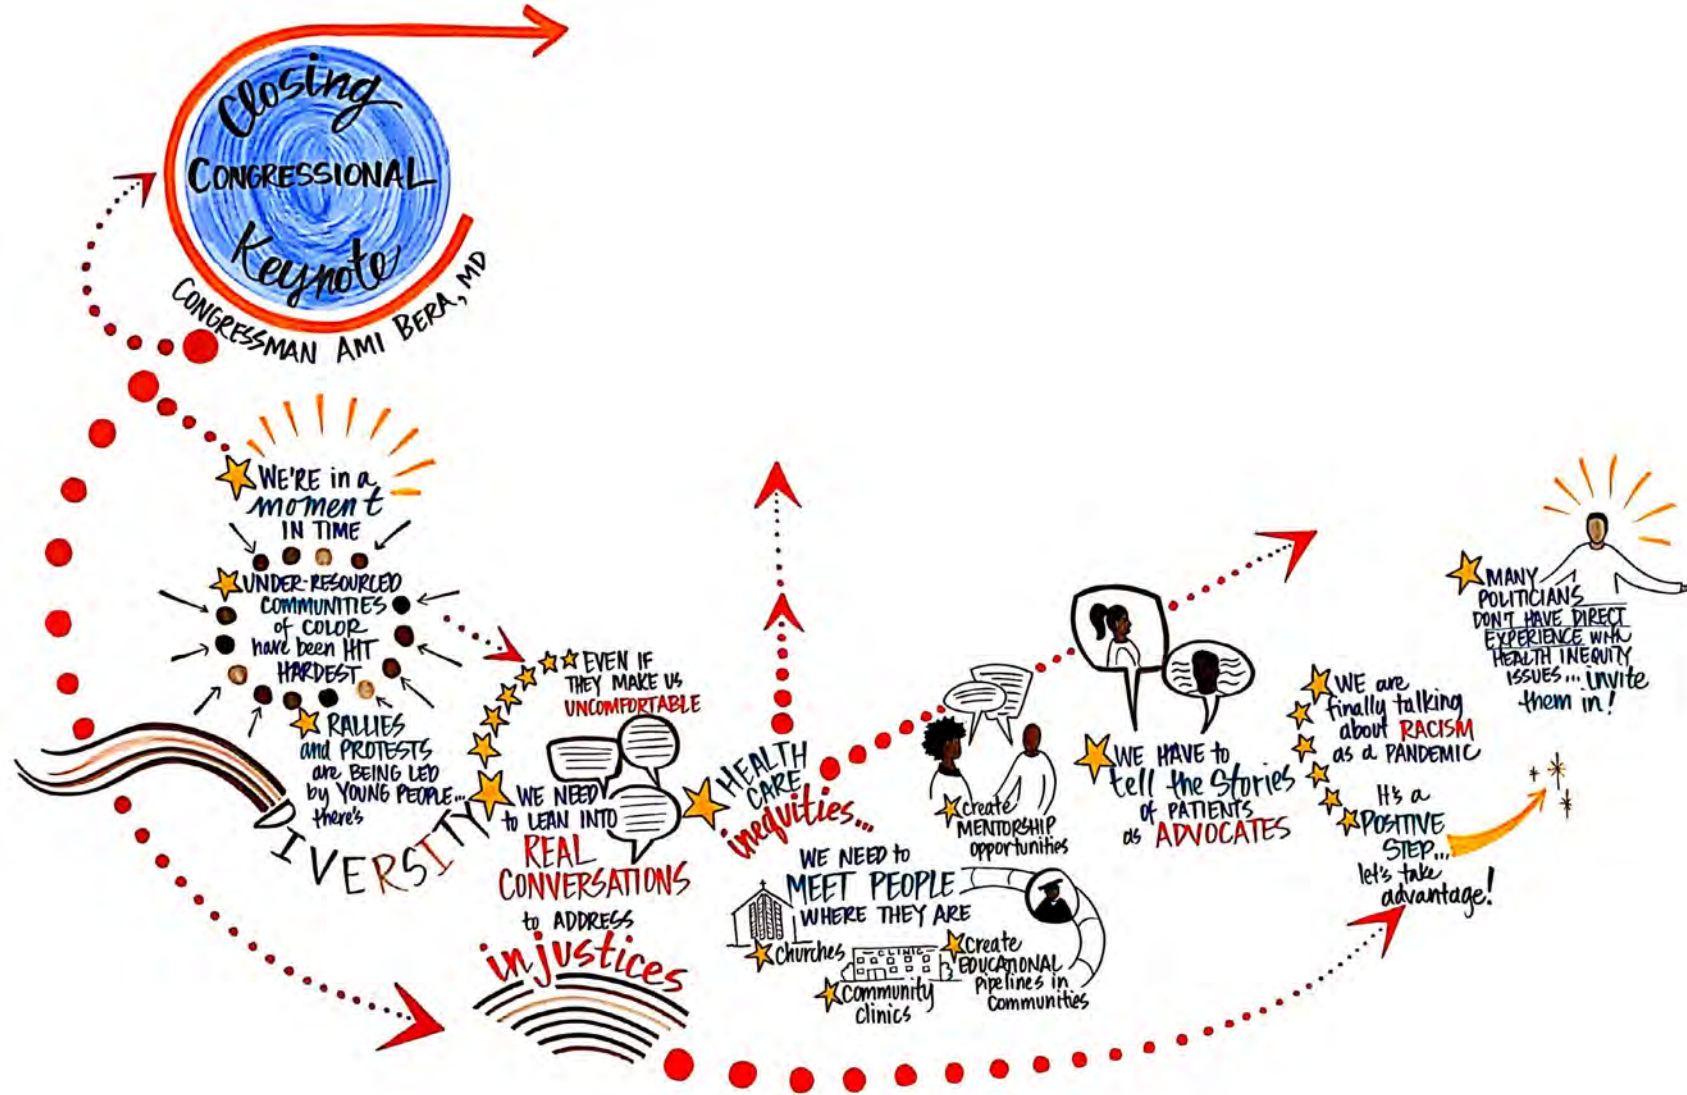 Closing
CONGRESSIONAL
Keynote
CONGRESSMAN AMI BERA, MD
WE'RE in a
moment
IN TIME
UNDER-RESOURCED
COMMUNITIES
of COLOR
have been HIT
HARDEST
RALLIES
and PROTESTS
are BEING LED
by YOUNG PEOPLE...
there's
DIVERSITY
EVEN IF
THEY MAKE US
UNCOMFORTABLE
WE NEED
to LEAN INTO
REAL
CONVERSATIONS
to ADDRESS
injustices
HEALTH
CARE
inequities...
WE NEED to
MEET PEOPLE
WHERE THEY ARE
churches
CLINIC
community
clinics
create
EDUCATIONAL
Pipelines in
Communities
create
MENTORSHIP
opportunities
WE HAVE to
tell the Stories
of PATIENTS
as ADVOCATES
WE are
finally talking
about RACISM
as a PANDEMIC
It's a
POSITIVE
STEP...
let's take
advantage!
MANY
POLITICIANS
DON'T HAVE DIRECT
EXPERIENCE WITH
HEALTH INEQUITY
ISSUES... invite
them in!